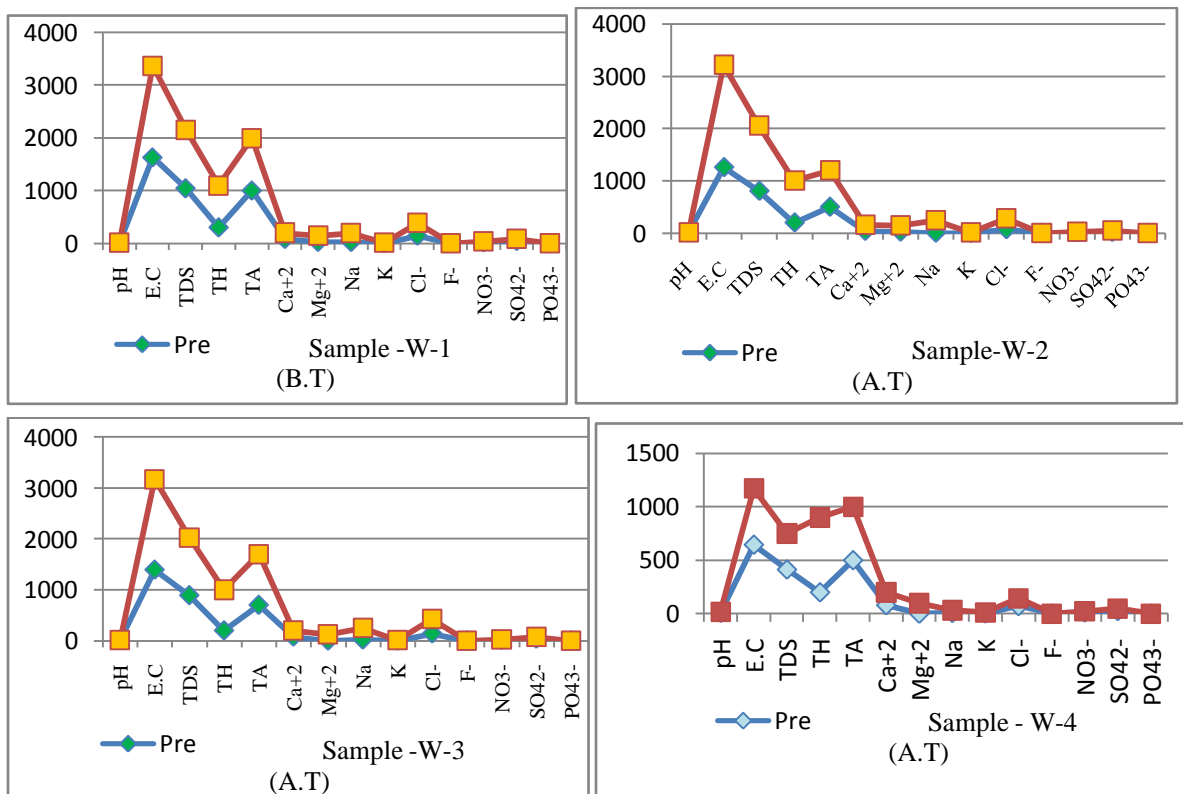 4000
3000
2000
1000
0
pH
E.C
TDS
TH
TA
Ca+2
Mg+2
Na
K
Cl-
F-
NO3-
SO42-
PO43-
Pre
Sample -W-1
(B.T)
4000
3000
2000
1000
0
pH
E.C
TDS
TH
TA
Ca+2
Mg+2
Na
K
Cl-
F-
NO3-
SO42-
PO43-
Pre
Sample-W-2
(A.T)
4000
3000
2000
1000
0
pH
E.C
TDS
TH
TA
Ca+2
Mg+2
Na
K
Cl-
F-
NO3-
SO42-
PO43-
Pre
Sample -W-3
(A.T)
1500
1000
500
0
pH
E.C
TDS
TH
TA
Ca+2
Mg+2
Na
K
Cl-
F-
NO3-
SO42-
PO43-
Pre
Sample - W-4
(A.T)